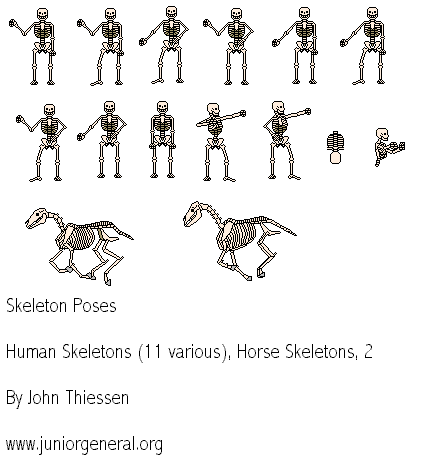 Skeleton Poses
Human Skeletons (11 various), Horse Skeletons, 2
By John Thiessen
www.juniorgeneral.org